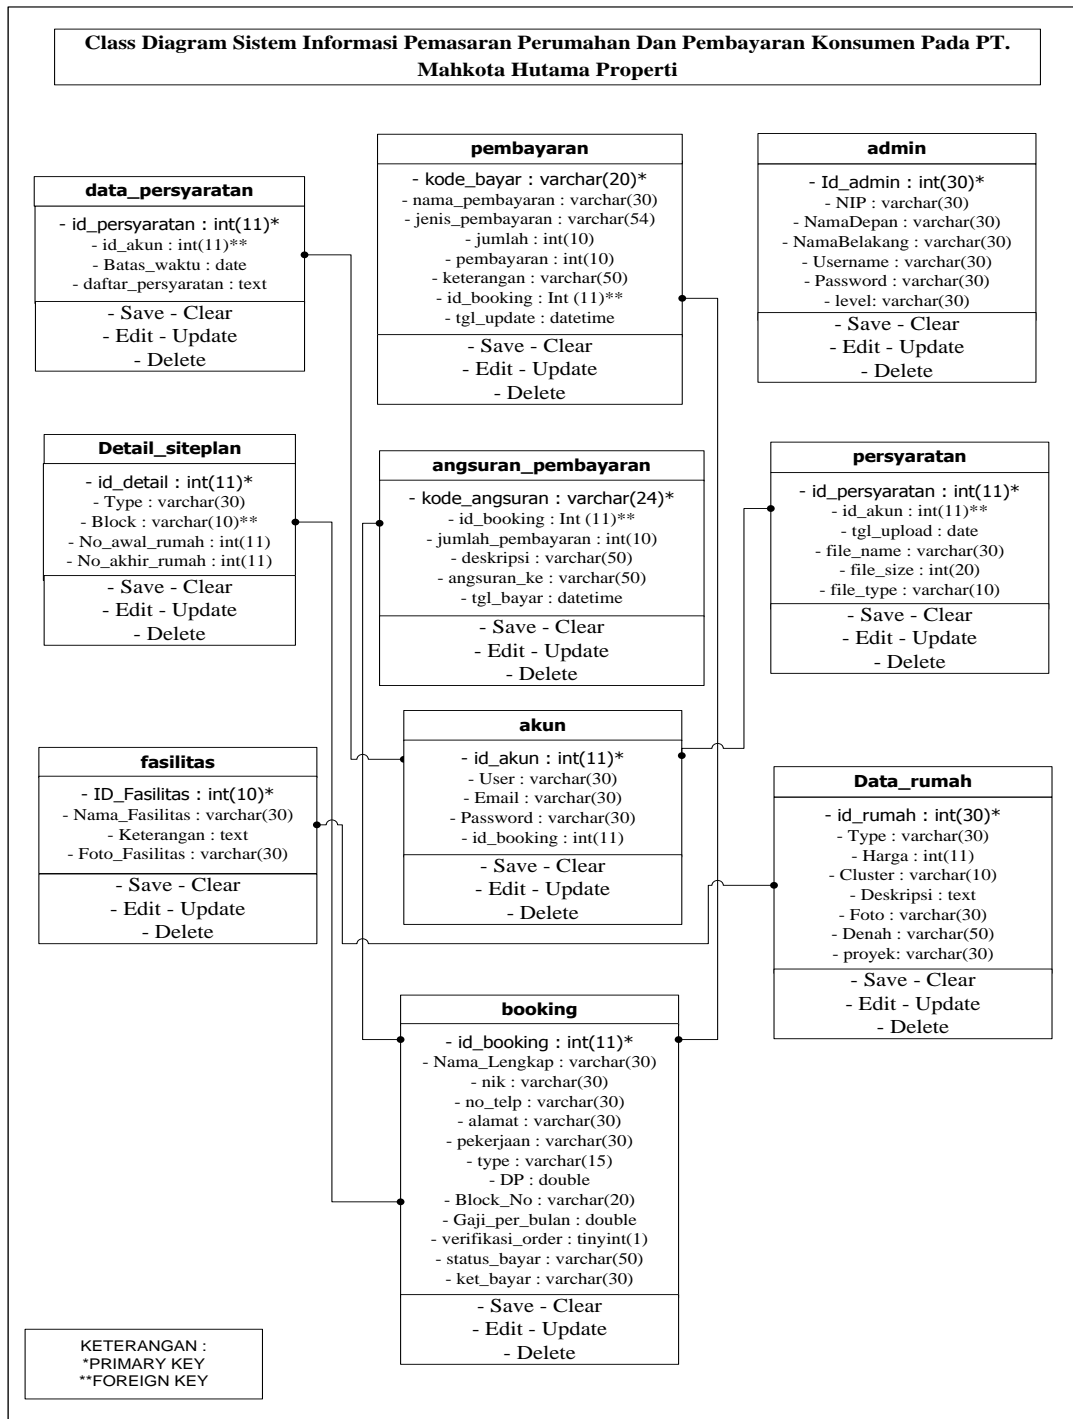 Class Diagram Sistem Informasi Pemasaran Perumahan Dan Pembayaran Konsumen Pada PT.
Mahkota Hutama Properti
data_persyaratan
- id_persyaratan : int(11)*
- id_akun : int(11)**
- Batas_waktu : date
- daftar_persyaratan : text
- Save - Clear
- Edit - Update
- Delete
pembayaran
- kode_bayar : varchar(20)*
- nama_pembayaran : varchar(30)
- jenis_pembayaran : varchar(54)
- jumlah : int(10)
- pembayaran : int(10)
- keterangan : varchar(50)
- id_booking : Int (11)**
- tgl_update : datetime
- Save - Clear
- Edit - Update
- Delete
admin
- Id_admin : int(30)*
- NIP : varchar(30)
- NamaDepan : varchar(30)
- NamaBelakang : varchar(30)
- Username : varchar(30)
- Password : varchar(30)
- level: varchar(30)
- Save - Clear
- Edit - Update
- Delete
Detail_siteplan
- id_detail : int(11)*
- Type : varchar(30)
- Block : varchar(10)**
- No_awal_rumah : int(11)
- No_akhir_rumah : int(11)
- Save - Clear
- Edit - Update
- Delete
angsuran_pembayaran
- kode_angsuran : varchar(24)*
- id_booking : Int (11)**
- jumlah_pembayaran : int(10)
- deskripsi : varchar(50)
- angsuran_ke : varchar(50)
- tgl_bayar : datetime
- Save - Clear
- Edit - Update
- Delete
persyaratan
- id_persyaratan : int(11)*
- id_akun : int(11)**
- tgl_upload : date
- file_name : varchar(30)
- file_size : int(20)
- file_type : varchar(10)
- Save - Clear
- Edit - Update
- Delete
fasilitas
- ID_Fasilitas : int(10)*
- Nama_Fasilitas : varchar(30)
- Keterangan : text
- Foto_Fasilitas : varchar(30)
- Save - Clear
- Edit - Update
- Delete
akun
- id_akun : int(11)*
- User : varchar(30)
- Email : varchar(30)
- Password : varchar(30)
- id_booking : int(11)
- Save - Clear
- Edit - Update
- Delete
Data_rumah
- id_rumah : int(30)*
- Type : varchar(30)
- Harga : int(11)
- Cluster : varchar(10)
- Deskripsi : text
- Foto : varchar(30)
- Denah : varchar(50)
- proyek: varchar(30)
- Save - Clear
- Edit - Update
- Delete
booking
- id_booking : int(11)*
- Nama_Lengkap : varchar(30)
- nik : varchar(30)
- no_telp : varchar(30)
- alamat : varchar(30)
- pekerjaan : varchar(30)
- type : varchar(15)
- DP : double
- Block_No : varchar(20)
- Gaji_per_bulan : double
- verifikasi_order : tinyint(1)
- status_bayar : varchar(50)
- ket_bayar : varchar(30)
- Save - Clear
- Edit - Update
- Delete
KETERANGAN :
*PRIMARY KEY
**FOREIGN KEY